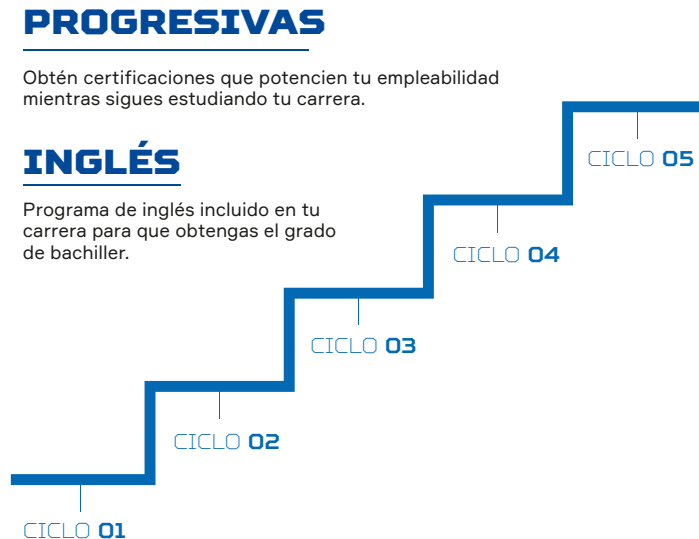 PROGRESIVAS
Obtén certificaciones que potencien tu empleabilidad
mientras sigues estudiando tu carrera.
INGLÉS
Programa de inglés incluido en tu
carrera para que obtengas el grado
de bachiller.
CICLO 05
CICLO 04
CICLO 03
CICLO 02
CICLO 01